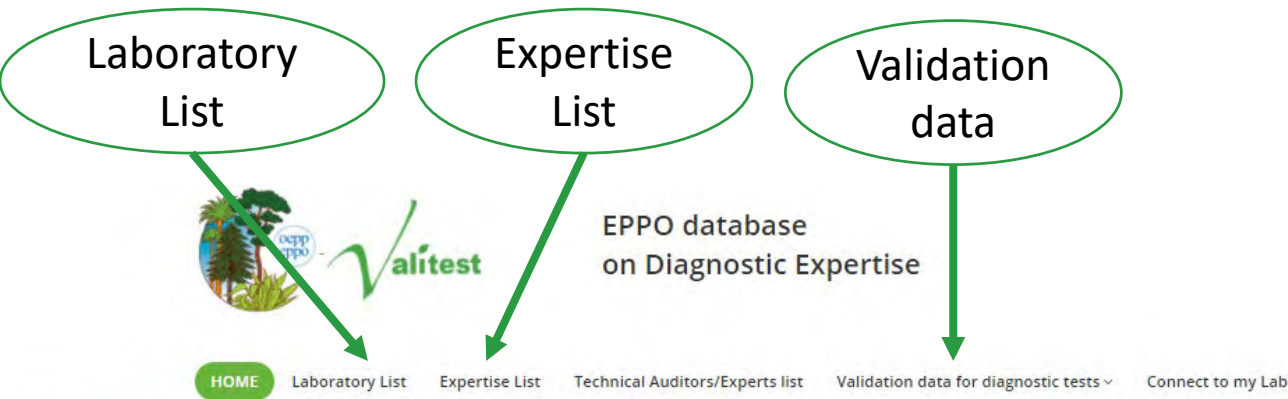 Laboratory
List
Expertise
List
Validation
data
oepp
eppo
Valitest
EPPO database
on Diagnostic Expertise
HOME Laboratory List Expertise List Technical Auditors/Experts list Validation data for diagnostic tests Connect to my Lab